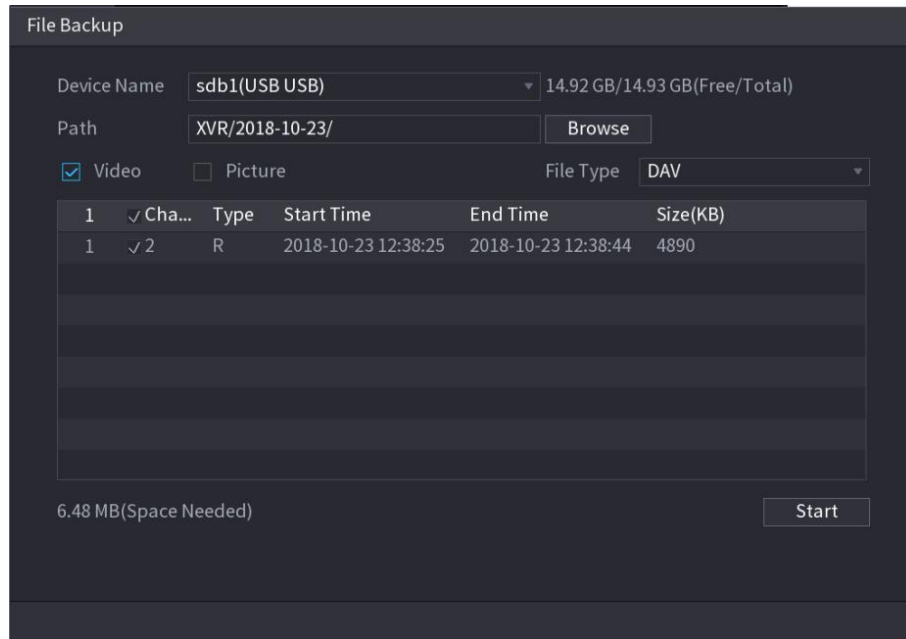 File Backup
Device Name sdb1(USB USB) 14.92 GB/14.93 GB(Free/Total)
Path XVR/2018-10-23/ Browse
Video Picture File Type DAV
1 Cha... Type Start Time End Time Size(KB)
1 2 R 2018-10-23 12:38:25 2018-10-23 12:38:44 4890
6.48 MB(Space Needed) Start